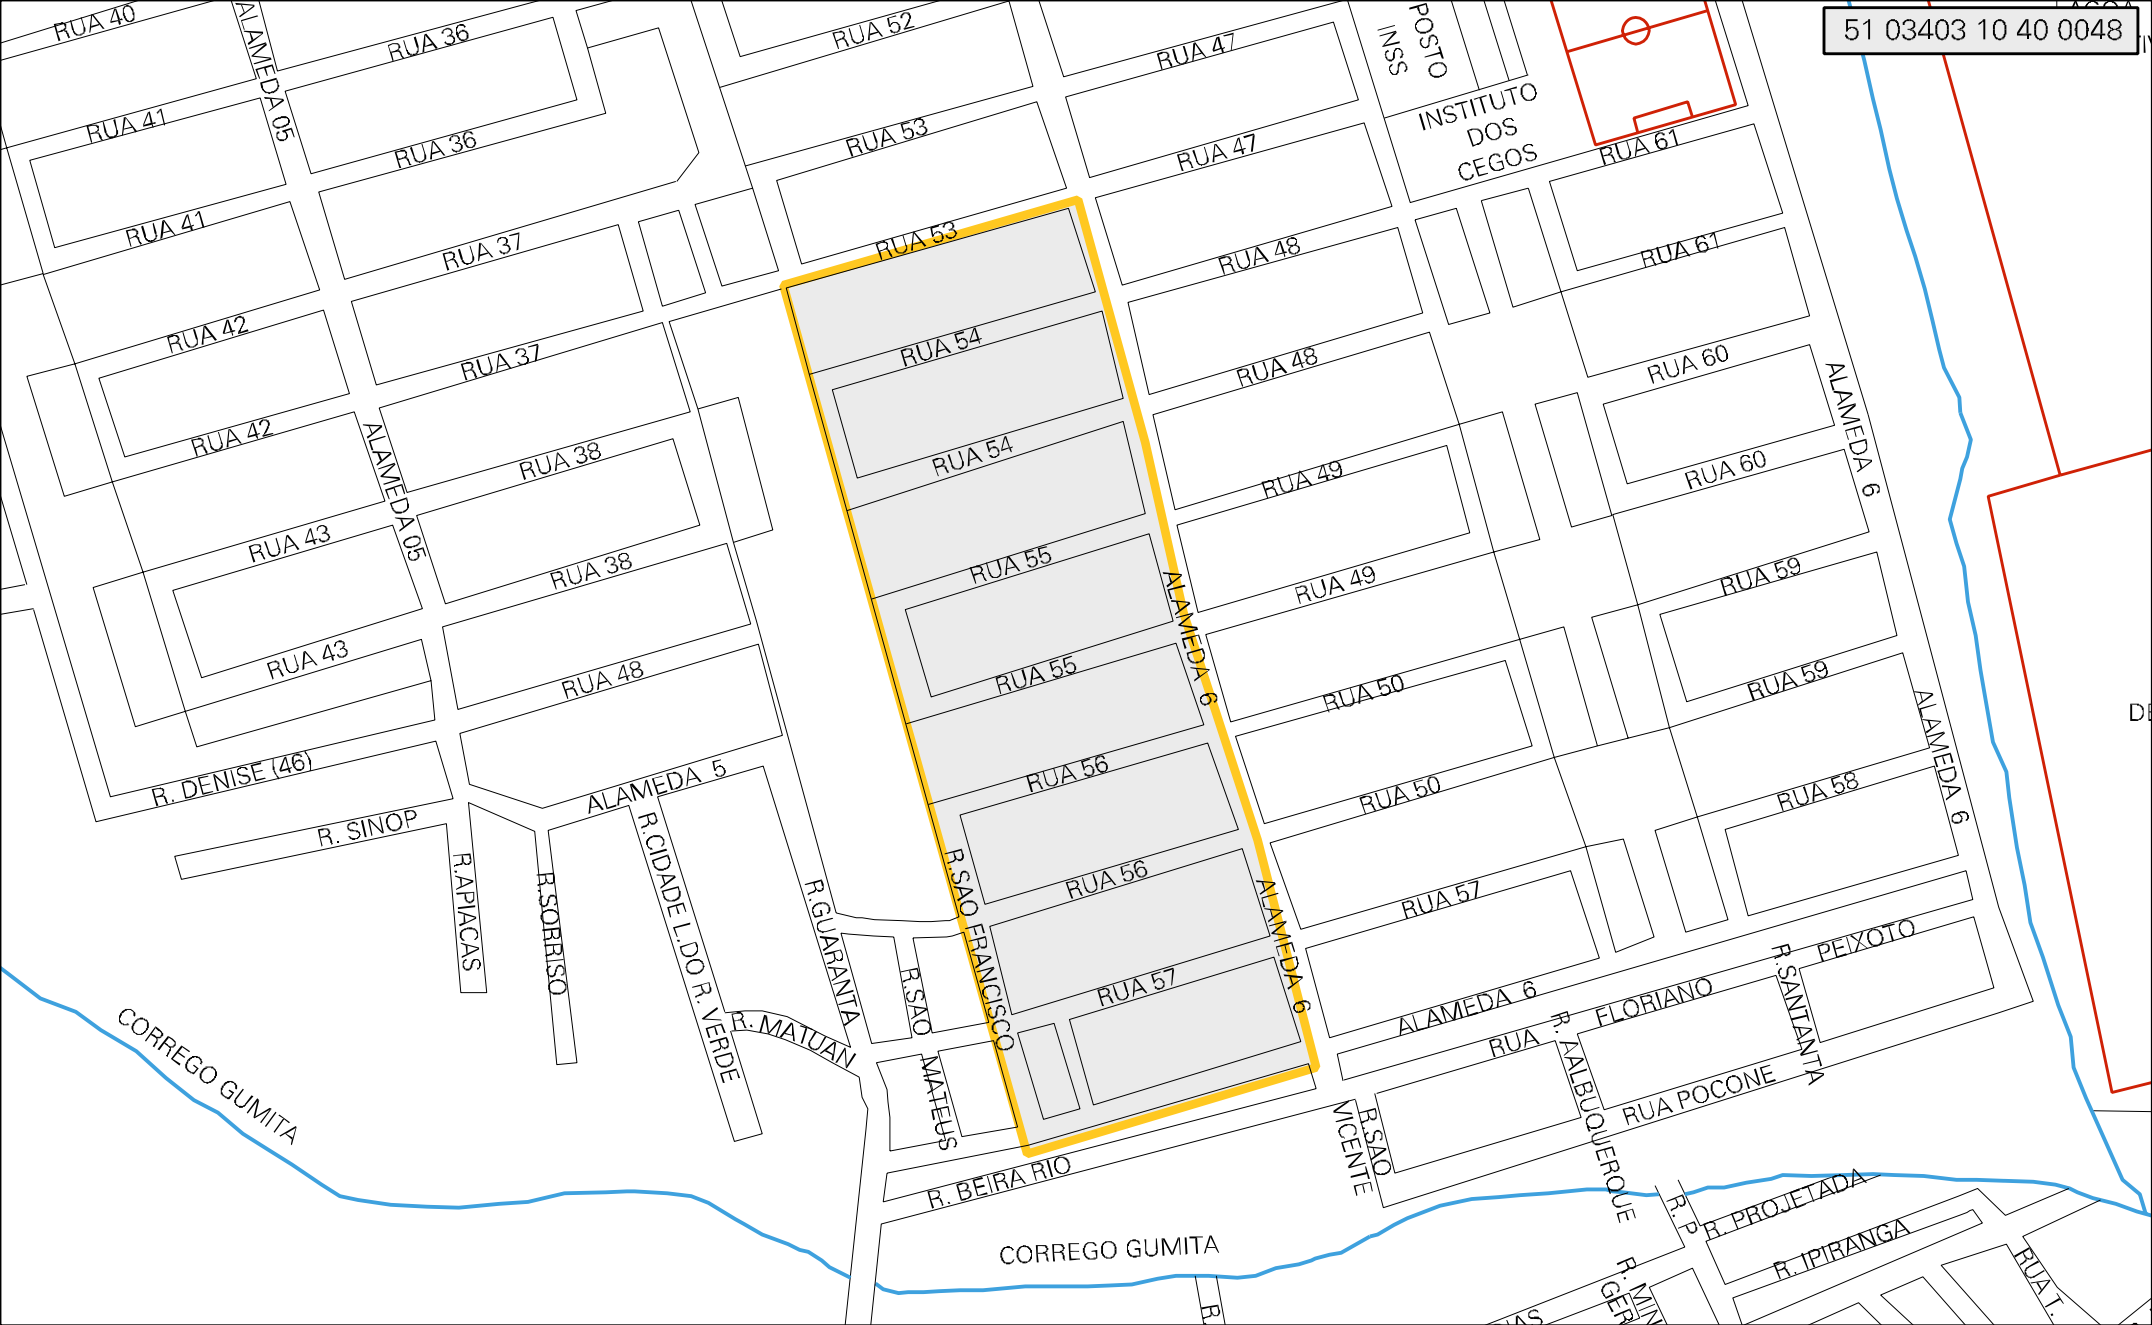 RUA 40
ALAMEDA 05
RUA 36
RUA 52
RUA 47
POSTO
INSS
51 03403 10 40 0048
RUA 41
RUA 36
RUA 53
RUA 47
INSTITUTO
DOS
CEGOS
RUA 61
RUA 41
RUA 37
RUA 53
RUA 48
RUA 61
RUA 42
RUA 37
RUA 54
RUA 48
RUA 60
ALAMEDA 6
RUA 42
ALAMEDA 05
RUA 38
RUA 54
RUA 49
RUA 60
RUA 43
RUA 38
RUA 55
RUA 49
RUA 59
ALAMEDA 6
RUA 43
RUA 48
RUA 55
RUA 50
RUA 59
ALAMEDA 6
R. DENISE (46)
ALAMEDA 5
RUA 56
RUA 50
RUA 58
R. SINOP
R.APIACAS
R.SORRISO
R.CIDADE L.DO R. VERDE
R.GUARANTA
R.SAO FRANCISCO
RUA 56
ALAMEDA 6
RUA 57
RUA 57
R.SAO
MATEUS
R. MATUAN
ALAMEDA 6
RUA
FLORIANO
PEIXOTO
R.SANTANTA
R. AALBUQUERQUE
RUA POCONE
R.SAO
VICENTE
R. BEIRA RIO
CORREGO GUMITA
CORREGO GUMITA
R. P
R. PROJETADA
R. IPIRANGA
R. MIN
GER
RUA T.
R.